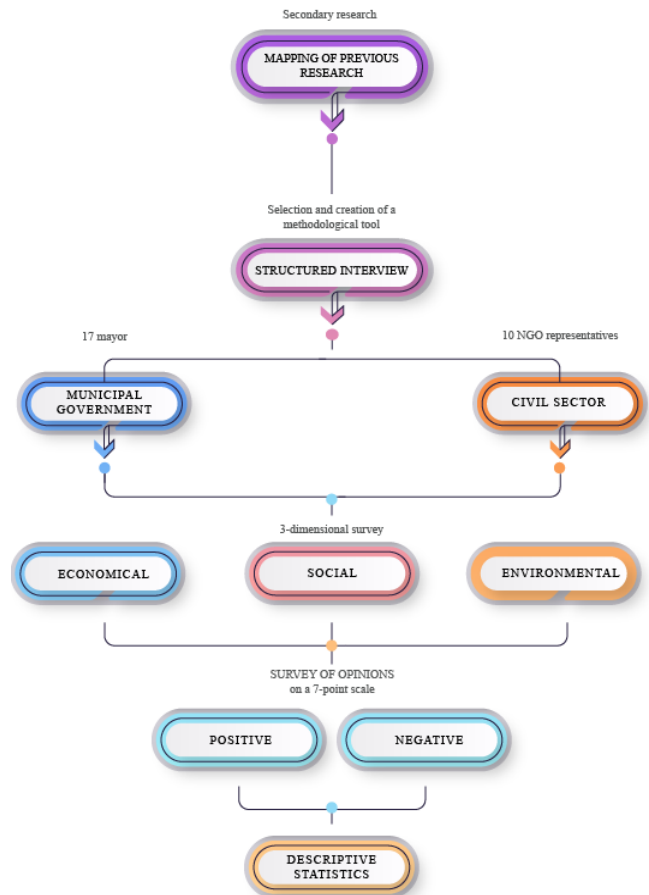 Secondary research
MAPPING OF PREVIOUS
RESEARCH
Selection and creation of a
methodological tool
STRUCTURED INTERVIEW
17 mayor
10 NGO representatives
MUNICIPAL
GOVERNMENT
CIVIL SECTOR
3-dimensional survey
ECONOMICAL
SOCIAL
ENVIRONMENTAL
SURVEY OF OPINIONS
on a 7-point scale
POSITIVE
NEGATIVE
DESCRIPTIVE
STATISTICS